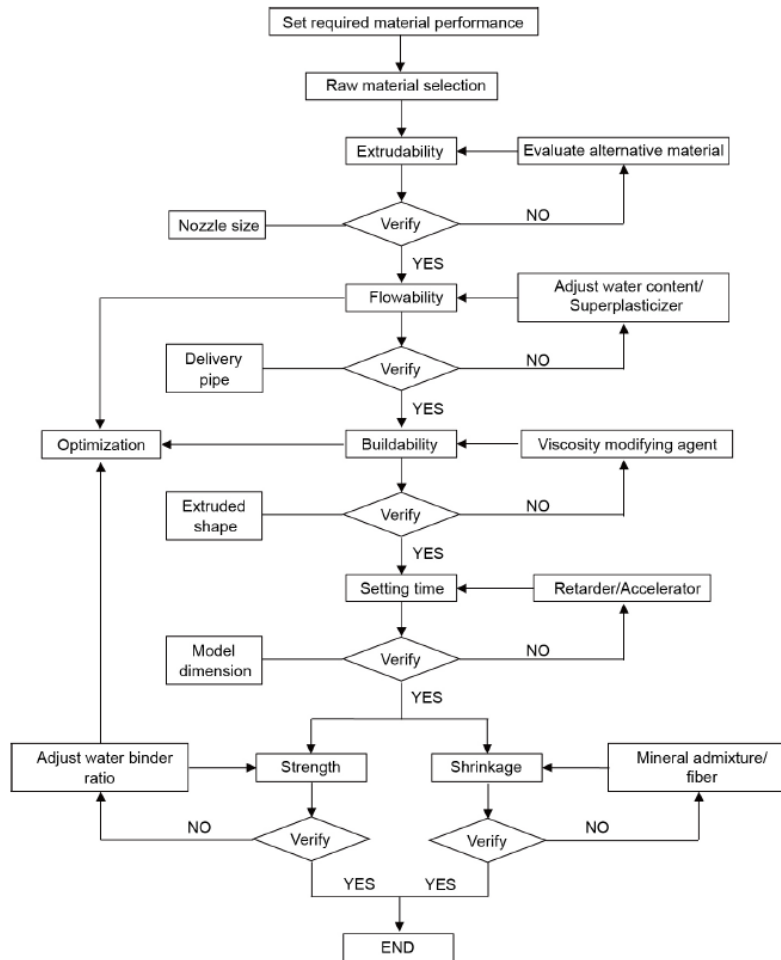 Set required material performance
Raw material selection
Extrudability
Evaluate alternative material
Nozzle size
Verify
NO
YES
Flowability
Adjust water content/
Superplasticizer
Delivery
pipe
Verify
NO
YES
Optimization
Buildability
Viscosity modifying agent
Extruded
shape
Verify
NO
YES
Setting time
Retarder/Accelerator
Model
dimension
Verify
NO
YES
Adjust water binder
ratio
Strength
Shrinkage
Mineral admixture/
fiber
NO
Verify
Verify
NO
YES
YES
END